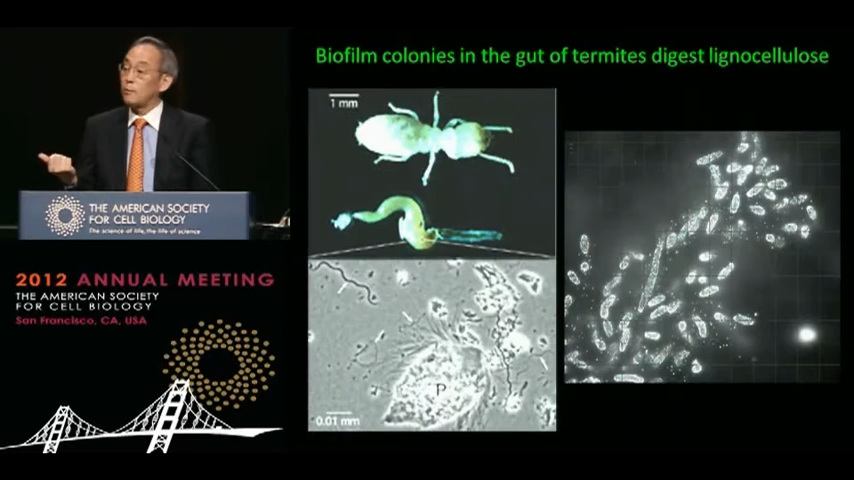 Biofilm colonies in the gut of termites digest lignocellulose
1 mm
THE AMERICAN SOCIETY
FOR CELL BIOLOGY
The science of life, the life of science
2012 ANNUAL MEETING
THE AMERICAN SOCIETY
FOR CELL BIOLOGY
San Francisco, CA, USA
P
0.01 mm